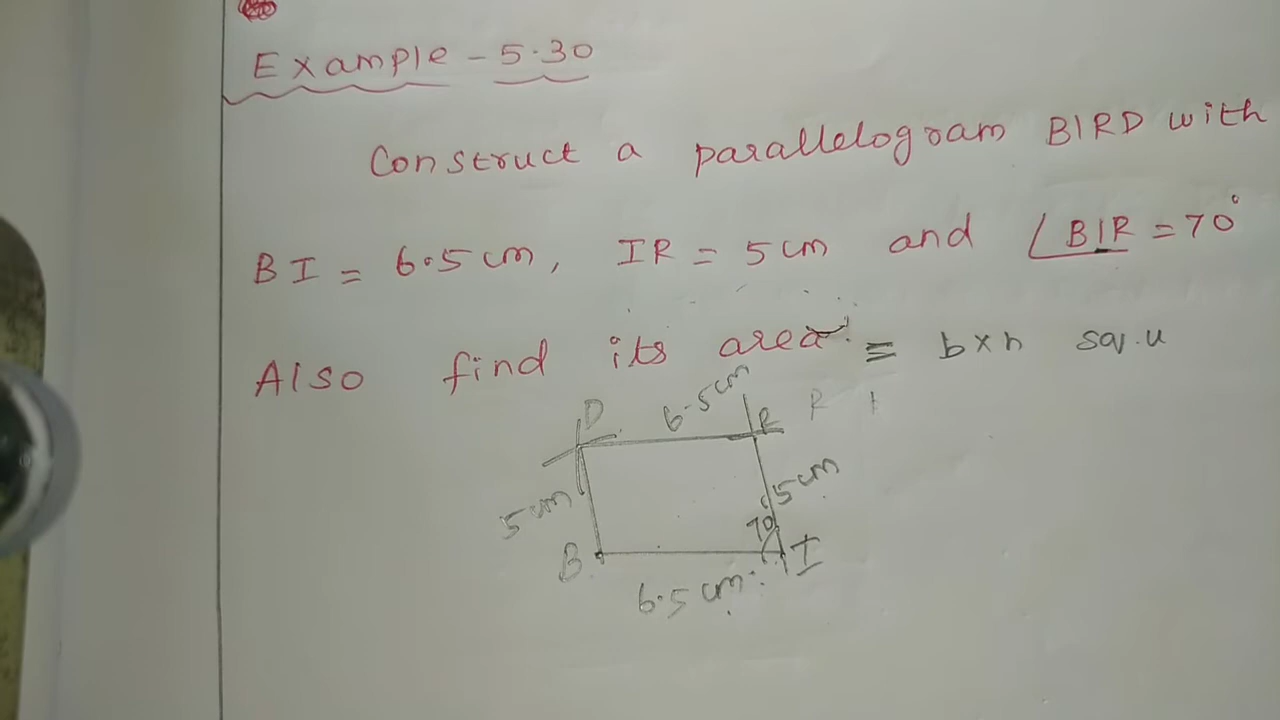 Example - 5.30
Construct a parallelogram BIRD with
BI = 6.5 cm, IR = 5 cm and ∠BIR = 70°
Also find its area. = b x h sq. u
6.5 cm
D
R
R
5 cm
5 cm
70
B
I
6.5 cm